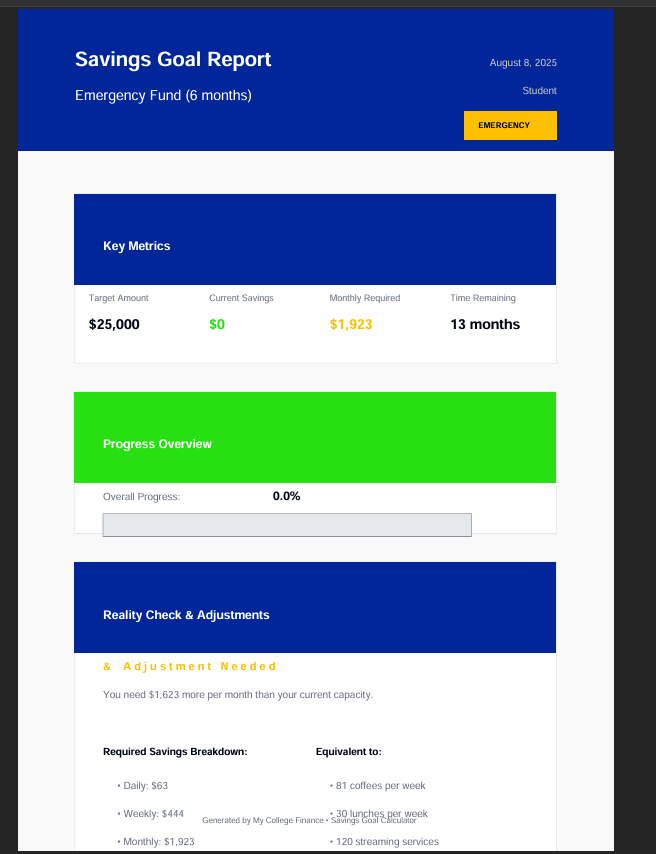 Savings Goal Report
August 8, 2025
Emergency Fund (6 months)
Student
EMERGENCY
Key Metrics
Target Amount Current Savings Monthly Required Time Remaining
$25,000 $0 $1,923 13 months
Progress Overview
Overall Progress: 0.0%
Reality Check & Adjustments
& Adjustment Needed
You need $1,623 more per month than your current capacity.
Required Savings Breakdown: Equivalent to:
• Daily: $63 • 81 coffees per week
• Weekly: $444 • 30 lunches per week
Generated by My College Finance • Savings Goal Calculator
• Monthly: $1,923 • 120 streaming services